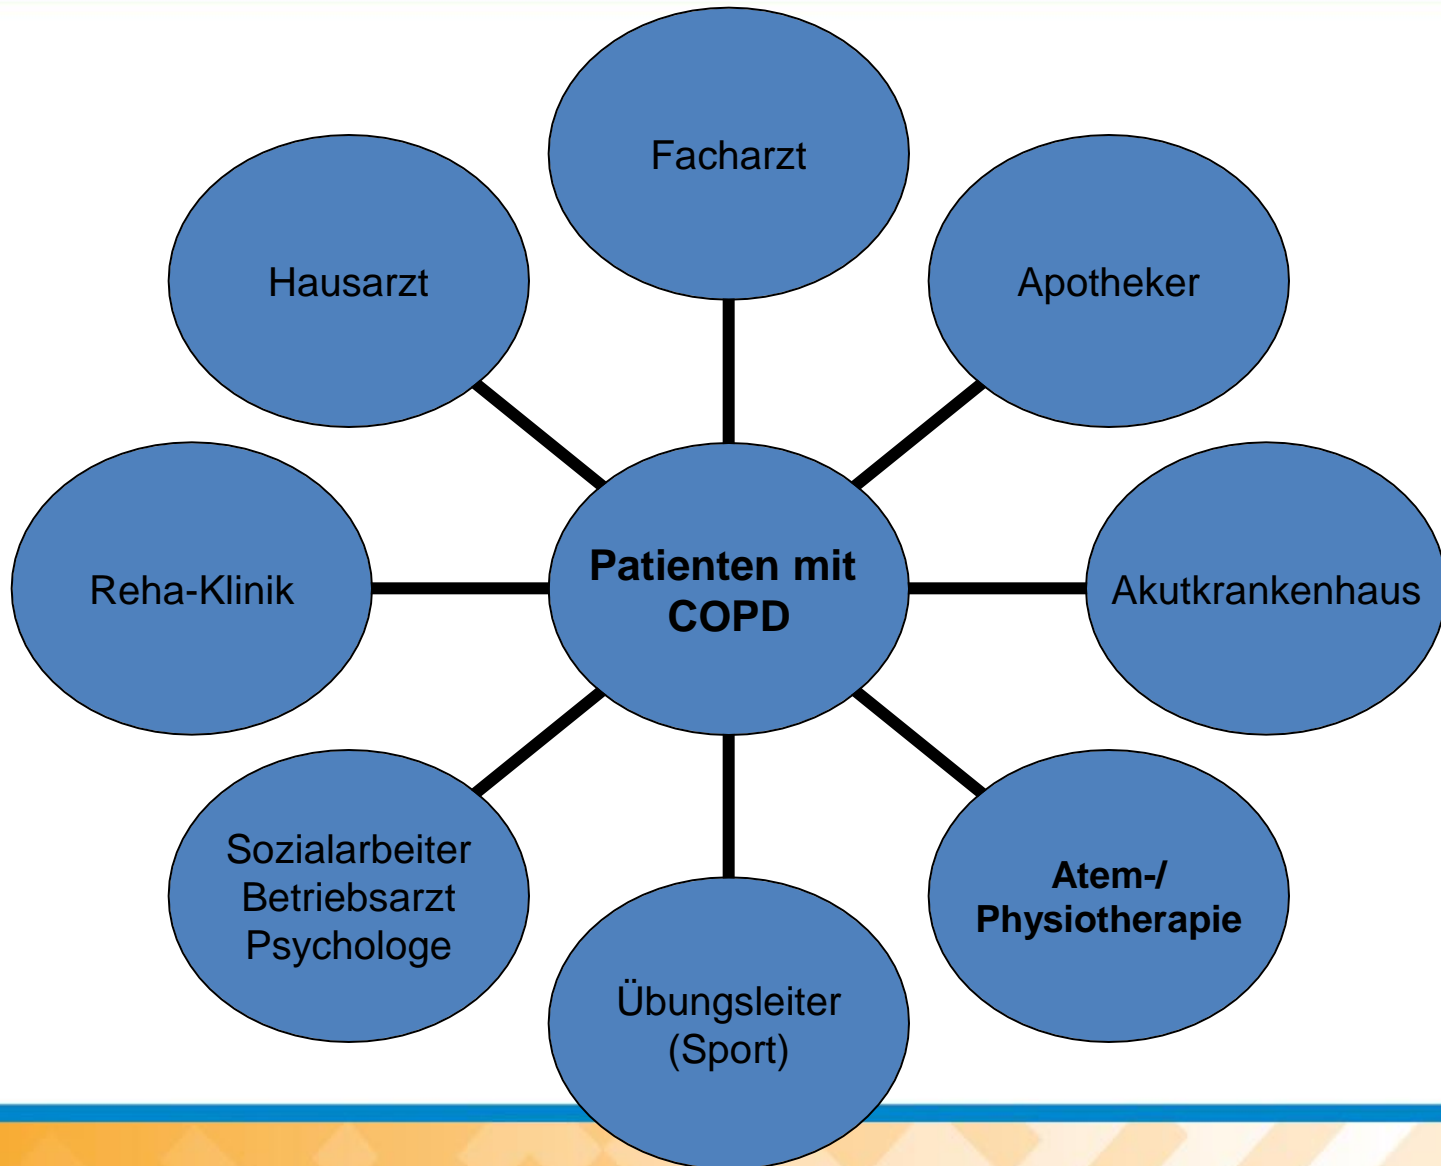 Facharzt
Hausarzt
Apotheker
Reha-Klinik
Patienten mit
COPD
Akutkrankenhaus
Sozialarbeiter
Betriebsarzt
Psychologe
Atem-/
Physiotherapie
Übungsleiter
(Sport)